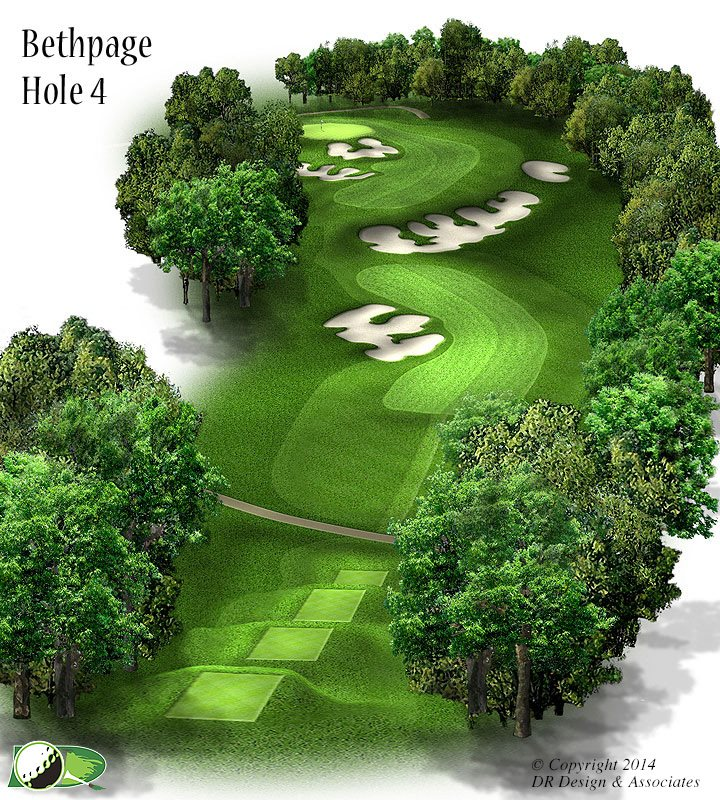 Bethpage
Hole 4
© Copyright 2014
DR Design & Associates